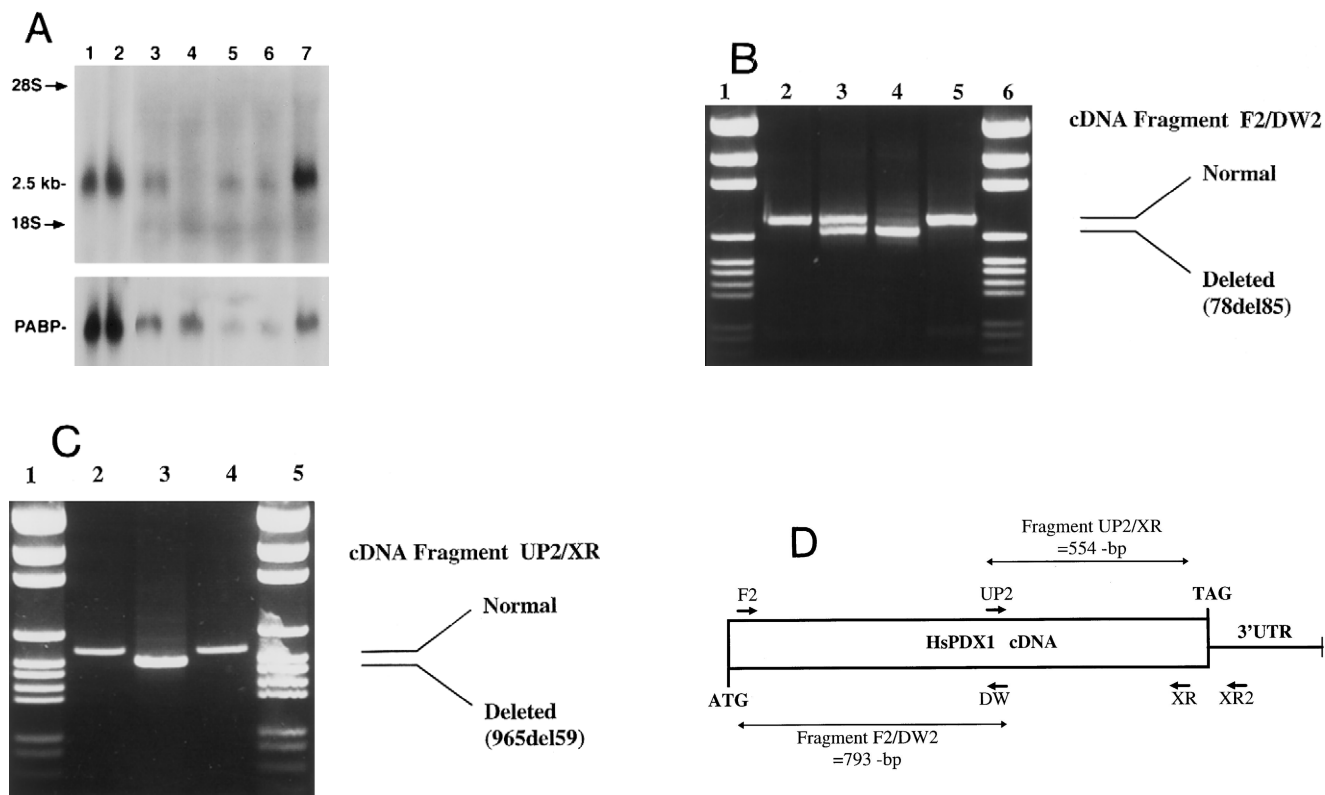 A
1 2 3 4 5 6 7
28S
2.5 kb-
18S
PABP-
B
1 2 3 4 5 6
cDNA Fragment F2/DW2
Normal
Deleted
(78del85)
C
1 2 3 4 5
cDNA Fragment UP2/XR
Normal
Deleted
(965del59)
D
Fragment UP2/XR
=554 -bp
F2
UP2
TAG
HsPDX1 cDNA
3'UTR
ATG
DW
XR
XR2
Fragment F2/DW2
=793 -bp